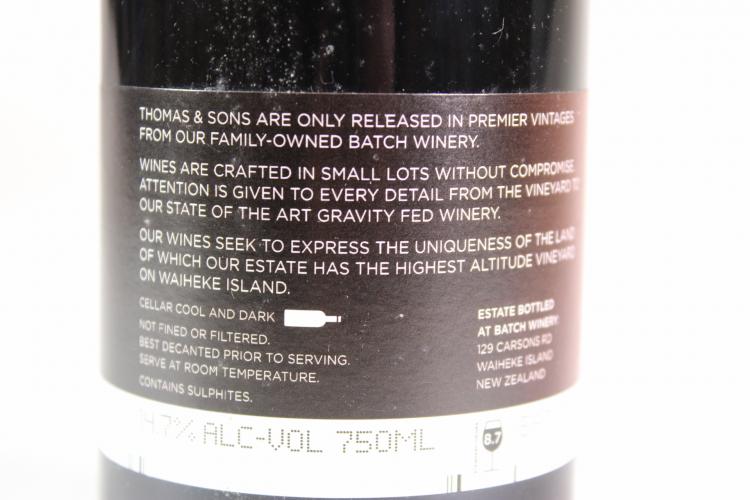 THOMAS & SONS ARE ONLY RELEASED IN PREMIER VINTAGES
FROM OUR FAMILY-OWNED BATCH WINERY.
WINES ARE CRAFTED IN SMALL LOTS WITHOUT COMPROMISE.
ATTENTION IS GIVEN TO EVERY DETAIL FROM THE VINEYARD TO
OUR STATE OF THE ART GRAVITY FED WINERY.
OUR WINES SEEK TO EXPRESS THE UNIQUENESS OF THE LAND
OF WHICH OUR ESTATE HAS THE HIGHEST ALTITUDE VINEYARD
ON WAIHEKE ISLAND.
CELLAR COOL AND DARK
NOT FINED OR FILTERED.
BEST DECANTED PRIOR TO SERVING.
SERVE AT ROOM TEMPERATURE.
CONTAINS SULPHITES.
ESTATE BOTTLED
AT BATCH WINERY.
129 CARSONS RD
WAIHEKE ISLAND
NEW ZEALAND
14.7% ALC-VOL 750ML
8.7